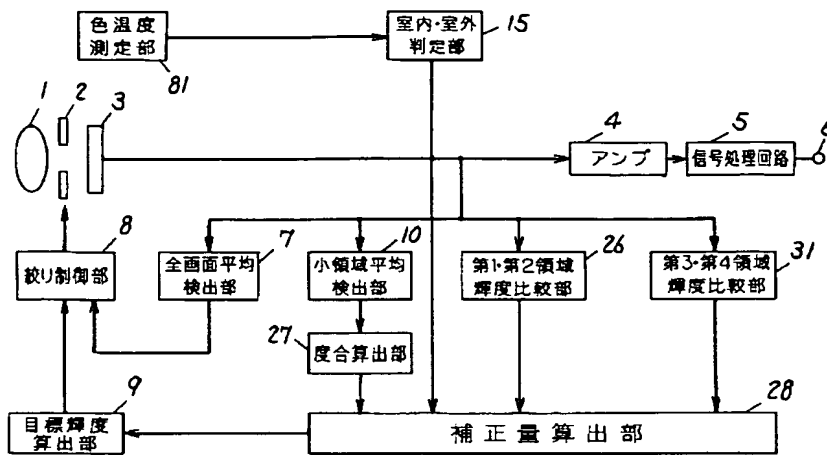 色温度
測定部
81
室内・室外
判定部
15
1
2
3
4
アンプ
5
信号処理回路
6
8
絞り制御部
全画面平均
検出部
7
小領域平均
検出部
10
第1・第2領域
輝度比較部
26
第3・第4領域
輝度比較部
31
27
度合算出部
9
目標輝度
算出部
補正量算出部
28